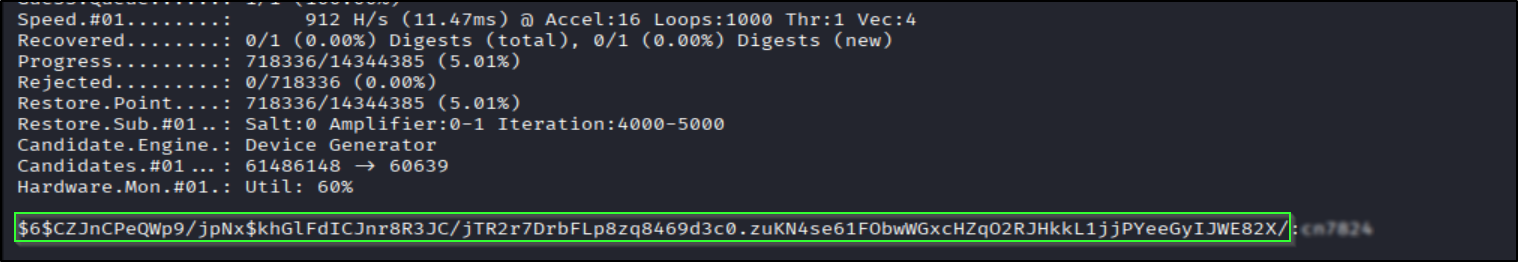 Speed.#01........: 912 H/s (11.47ms) @ Accel:16 Loops:1000 Thr:1 Vec:4
Recovered........: 0/1 (0.00%) Digests (total), 0/1 (0.00%) Digests (new)
Progress.........: 718336/14344385 (5.01%)
Rejected.........: 0/718336 (0.00%)
Restore.Point....: 718336/14344385 (5.01%)
Restore.Sub.#01..: Salt:0 Amplifier:0-1 Iteration:4000-5000
Candidate.Engine.: Device Generator
Candidates.#01...: 61486148 → 60639
Hardware.Mon.#01.: Util: 60%
$6$CZJnCPeQWp9/jpNx$khGlFdICJnr8R3JC/jTR2r7DrbFLp8zq8469d3c0.zuKN4se61FObwWGxcHZqO2RJHkkL1jjPYeeGyIJWE82X/: